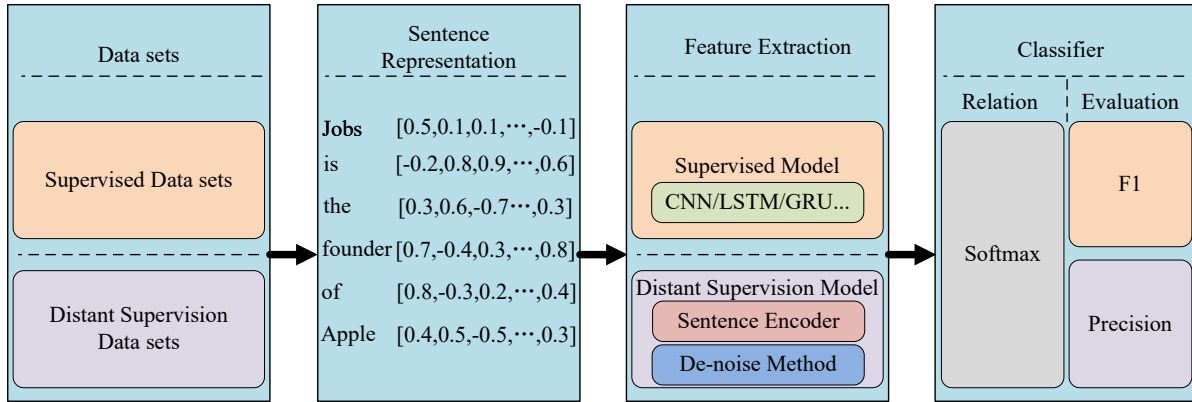 Data sets
Supervised Data sets
Distant Supervision
Data sets
Sentence
Representation
Jobs [0.5,0.1,0.1,⋯,-0.1]
is [-0.2,0.8,0.9,⋯,0.6]
the [0.3,0.6,-0.7⋯,0.3]
founder [0.7,-0.4,0.3,⋯,0.8]
of [0.8,-0.3,0.2,⋯,0.4]
Apple [0.4,0.5,-0.5,⋯,0.3]
Feature Extraction
Supervised Model
CNN/LSTM/GRU...
Distant Supervision Model
Sentence Encoder
De-noise Method
Classifier
Relation Evaluation
Softmax
F1
Precision